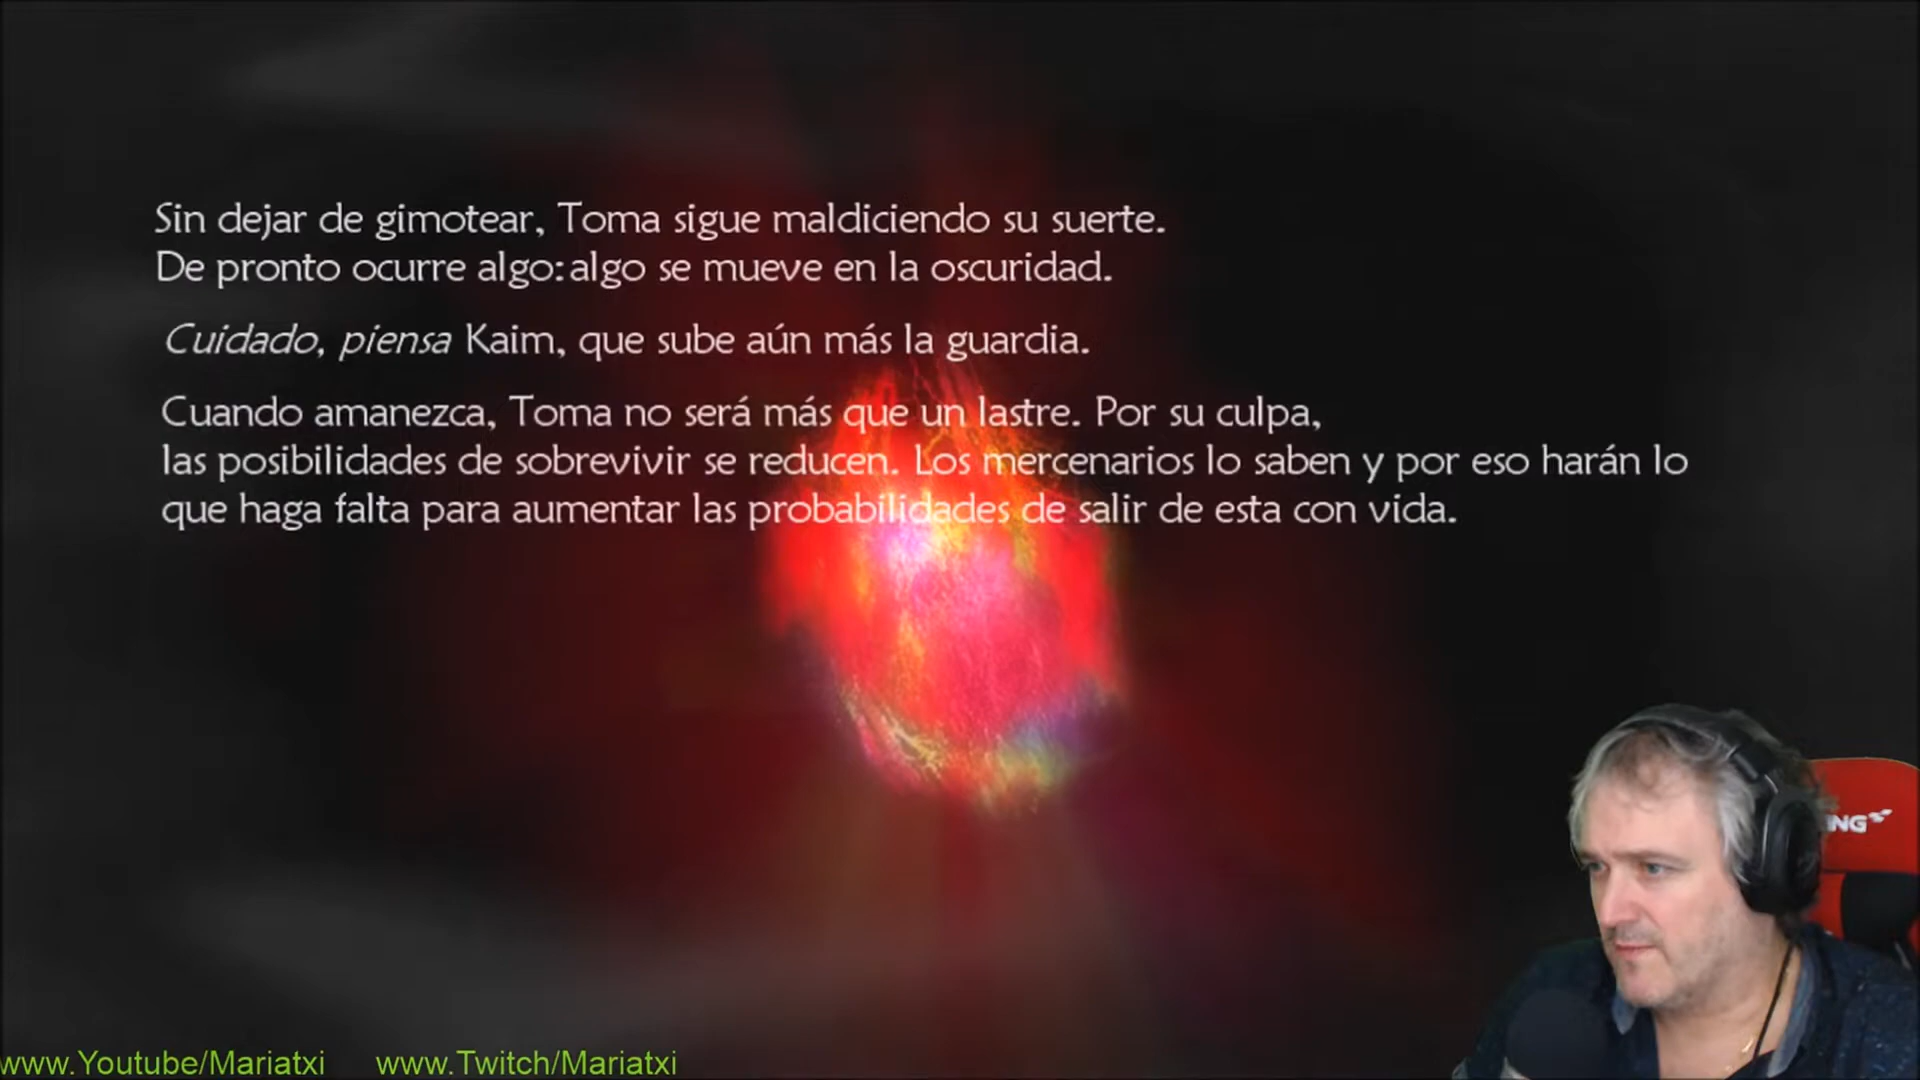 Sin dejar de gimotear, Toma sigue maldiciendo su suerte.
De pronto ocurre algo: algo se mueve en la oscuridad.
Cuidado, piensa Kaim, que sube aún más la guardia.
Cuando amanezca, Toma no será más que un lastre. Por su culpa,
las posibilidades de sobrevivir se reducen. Los mercenarios lo saben y por eso harán lo
que haga falta para aumentar las probabilidades de salir de esta con vida.
www.Youtube/Mariatxi www.Twitch/Mariatxi